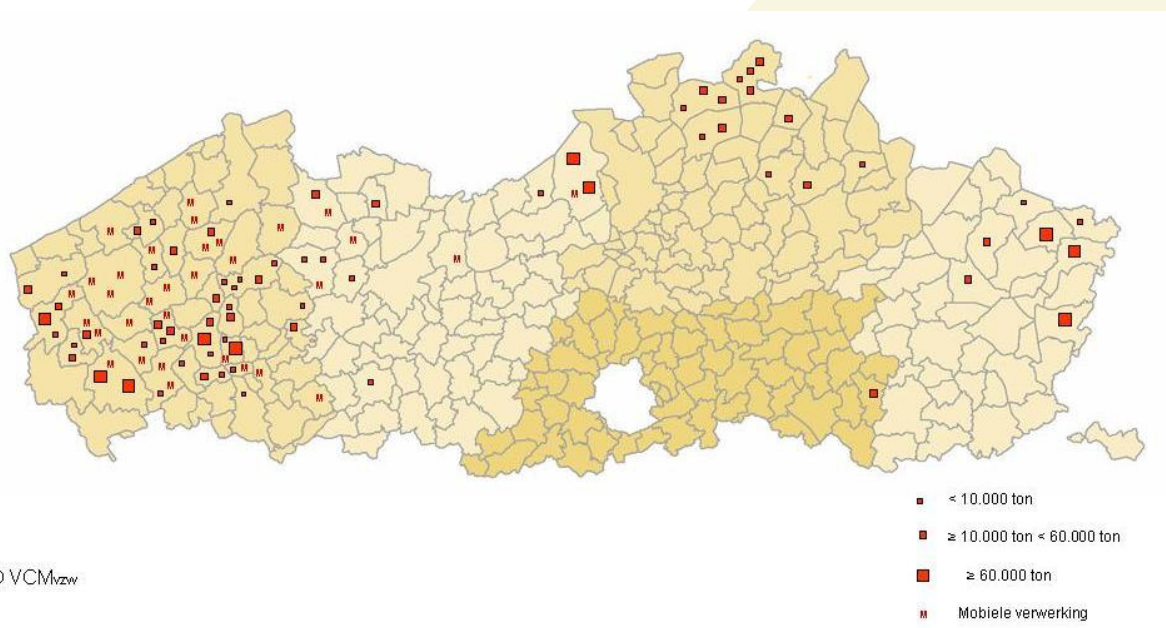 < 10.000 ton
≥ 10.000 ton < 60.000 ton
≥ 60.000 ton
M Mobiele verwerking
VCMvzw